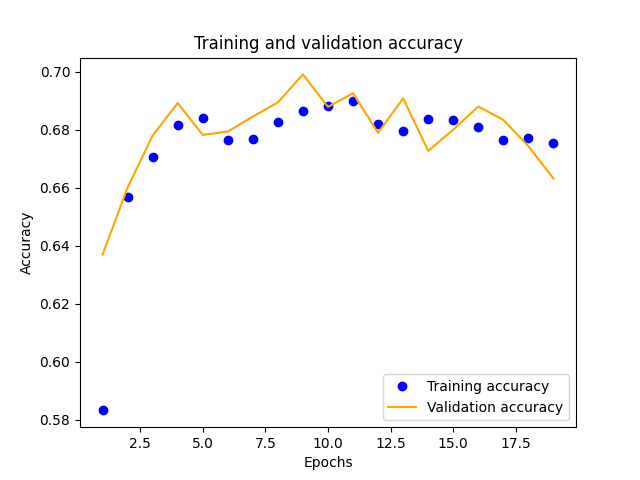 Training and validation accuracy
0.70
0.68
0.66
0.64
0.62
0.60
0.58
Accuracy
Training accuracy
Validation accuracy
2.5 5.0 7.5 10.0 12.5 15.0 17.5
Epochs